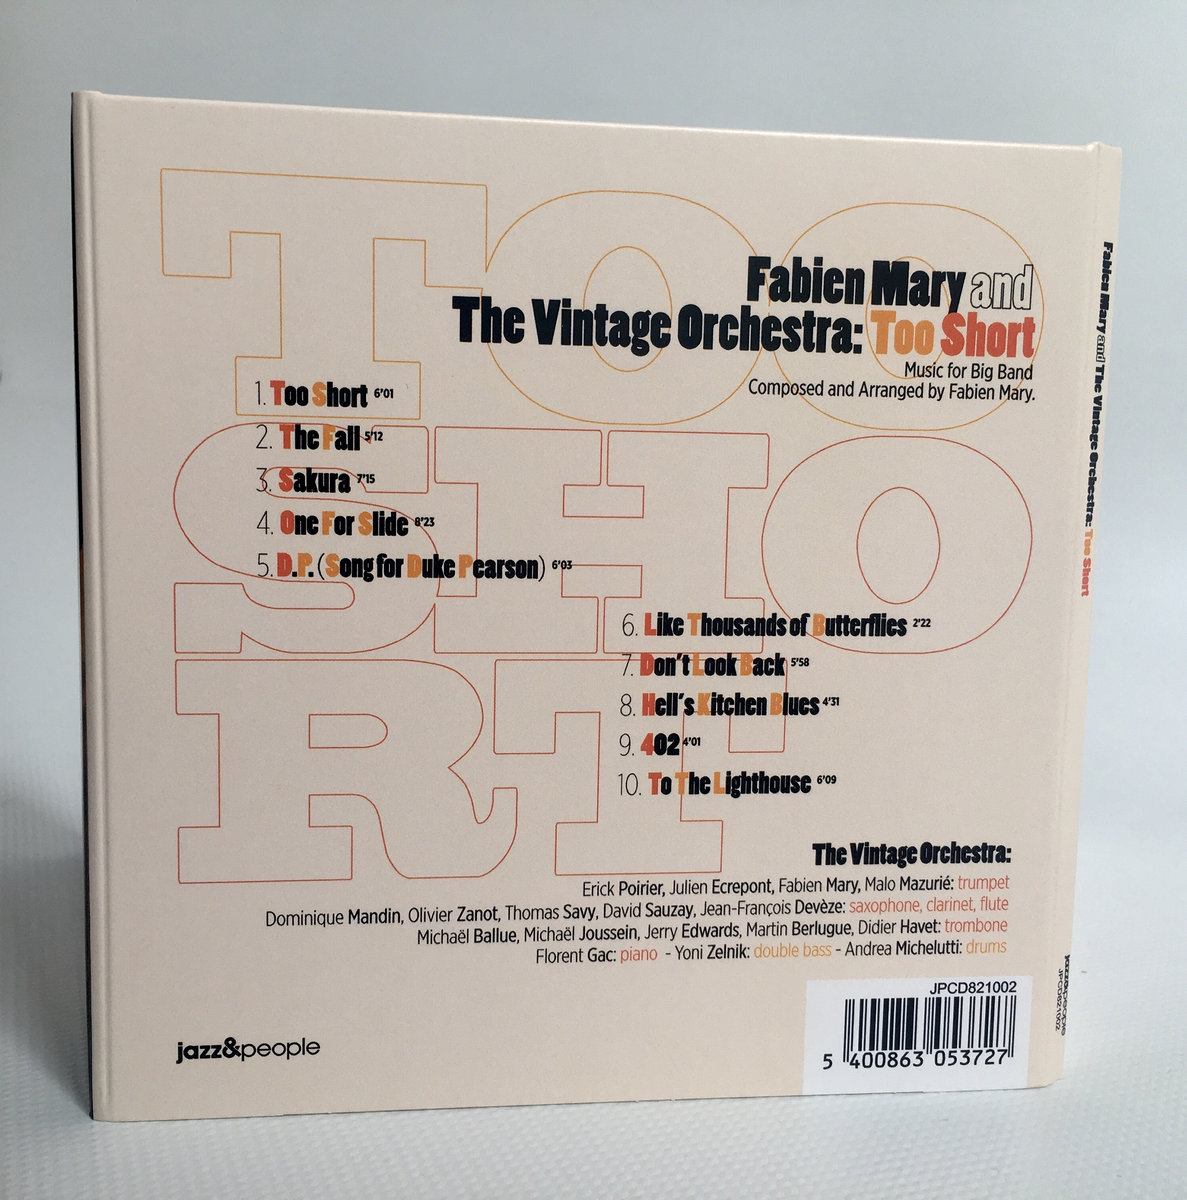 TOO
SHO
RT
Fabien Mary and
The Vintage Orchestra: Too Short
Music for Big Band
Composed and Arranged by Fabien Mary.
1. Too Short 6'01
2. The Fall 5'12
3. Sakura 7'15
4. One For Slide 8'23
5. D.P. (Song for Duke Pearson) 6'03
6. Like Thousands of Butterflies 2'22
7. Don't Look Back 5'58
8. Hell's Kitchen Blues 4'31
9. 402 4'01
10. To The Lighthouse 6'09
The Vintage Orchestra:
Erick Poirier, Julien Ecrepont, Fabien Mary, Malo Mazurié: trumpet
Dominique Mandin, Olivier Zanot, Thomas Savy, David Sauzay, Jean-François Devèze: saxophone, clarinet, flute
Michaël Ballue, Michaël Joussein, Jerry Edwards, Martin Berlugue, Didier Havet: trombone
Florent Gac: piano - Yoni Zelnik: double bass - Andrea Michelutti: drums
jazz&people
JPCD821002
5 400863 053727
Fabien Mary and The Vintage Orchestra: Too Short
jazz&people
JPCD821002